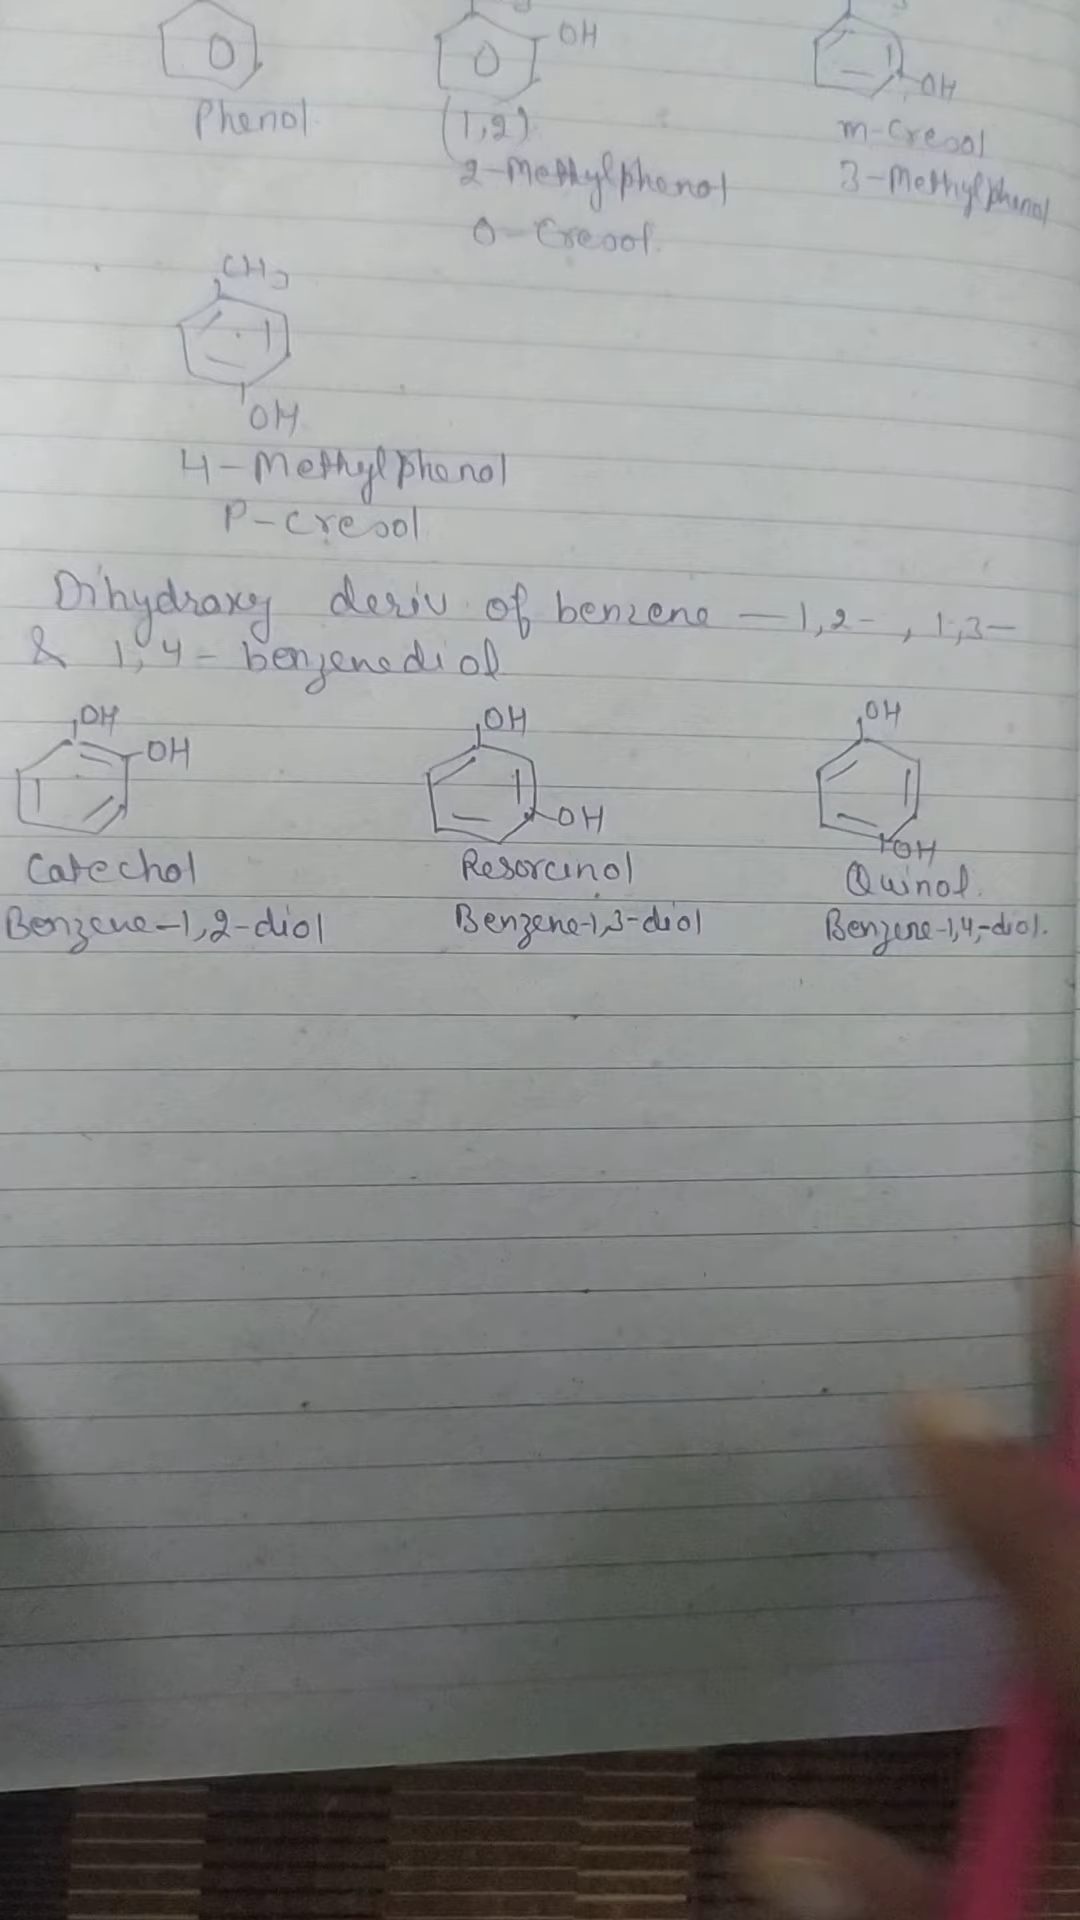 OH
OH
Phenol.
(1,2)
m-Cresol
2-Methylphenol
3-Methylphenol
O-Cresol.
CH3
OH
4-Methylphenol
P-cresol
Dihydroxy deriv. of benzene - 1,2- , 1,3-
& 1,4- benzenediol
OH OH OH
OH
OH
OH
Catechol Resorcinol Quinol.
Benzene-1,2-diol Benzene-1,3-diol Benzene-1,4,-diol.